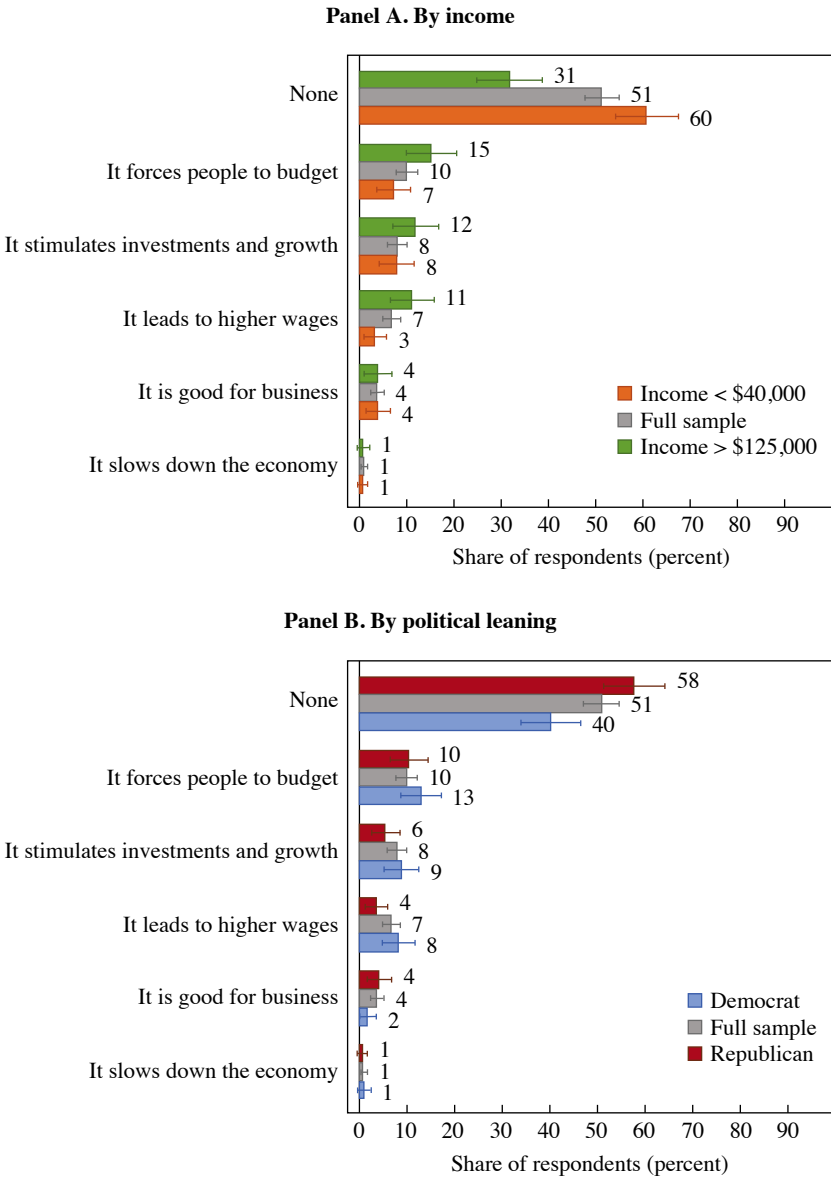 Panel A. By income
None
31
51
60
It forces people to budget
15
10
7
It stimulates investments and growth
12
8
8
It leads to higher wages
11
7
3
It is good for business
4
4
4
It slows down the economy
1
1
1
Income < $40,000
Full sample
Income > $125,000
0 10 20 30 40 50 60 70 80 90
Share of respondents (percent)
Panel B. By political leaning
None
58
51
40
It forces people to budget
10
10
13
It stimulates investments and growth
6
8
9
It leads to higher wages
4
7
8
It is good for business
4
4
2
It slows down the economy
1
1
1
Democrat
Full sample
Republican
0 10 20 30 40 50 60 70 80 90
Share of respondents (percent)